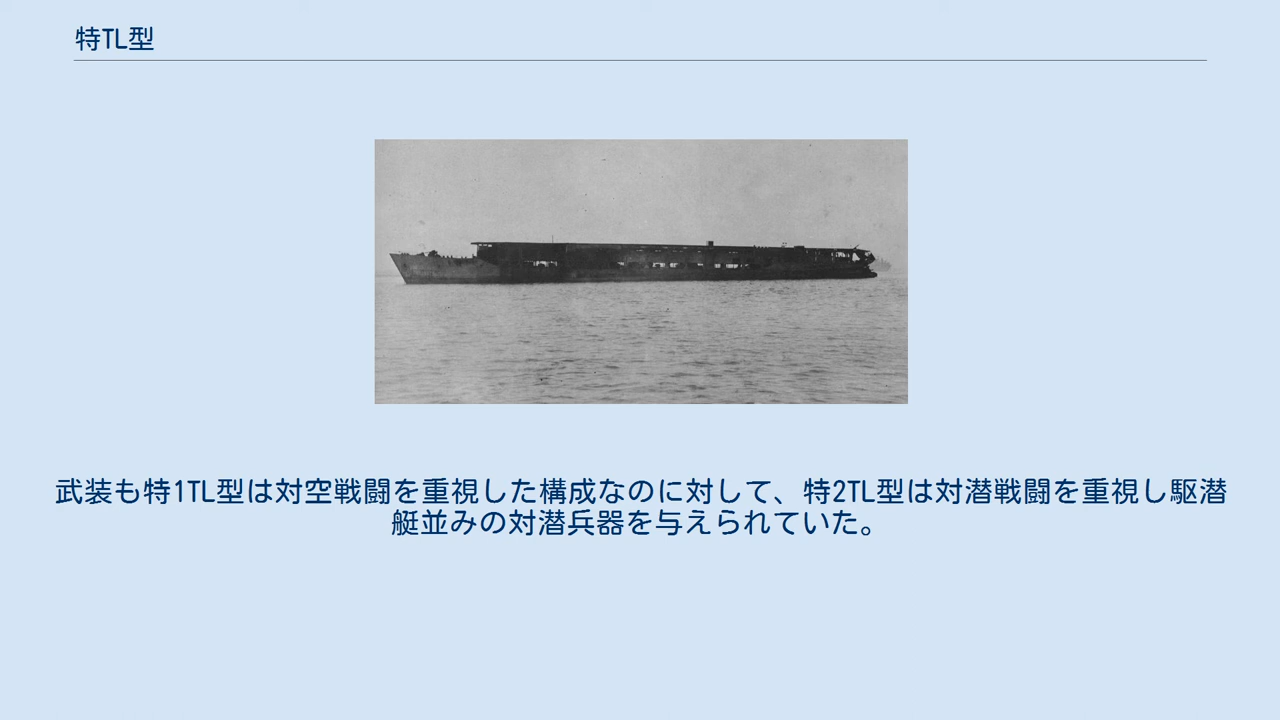 特TL型
武装も特1TL型は対空戦闘を重視した構成なのに対して、特2TL型は対潜戦闘を重視し駆潜
艇並みの対潜兵器を与えられていた。